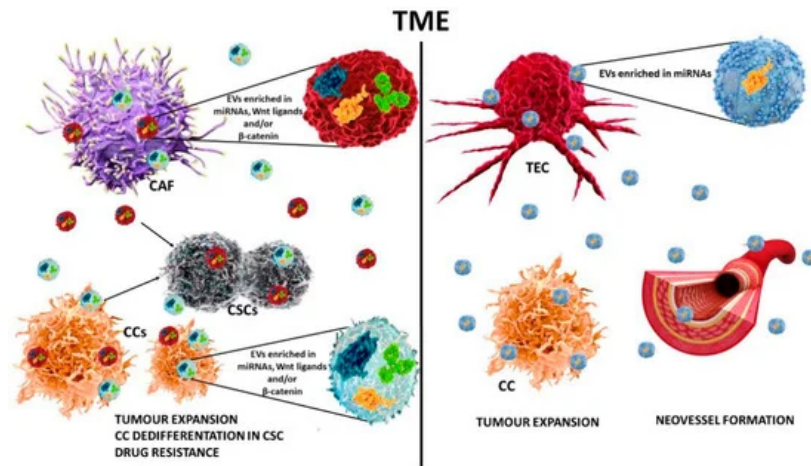 TME
EVs enriched in
miRNAs, Wnt ligands
and/or
β-catenin
CAF
CSCs
CCs
EVs enriched in
miRNAs, Wnt ligands
and/or
β-catenin
TUMOUR EXPANSION
CC DEDIFFERENTATION IN CSC
DRUG RESISTANCE
EVs enriched in miRNAs
TEC
CC
TUMOUR EXPANSION
NEOVESSEL FORMATION